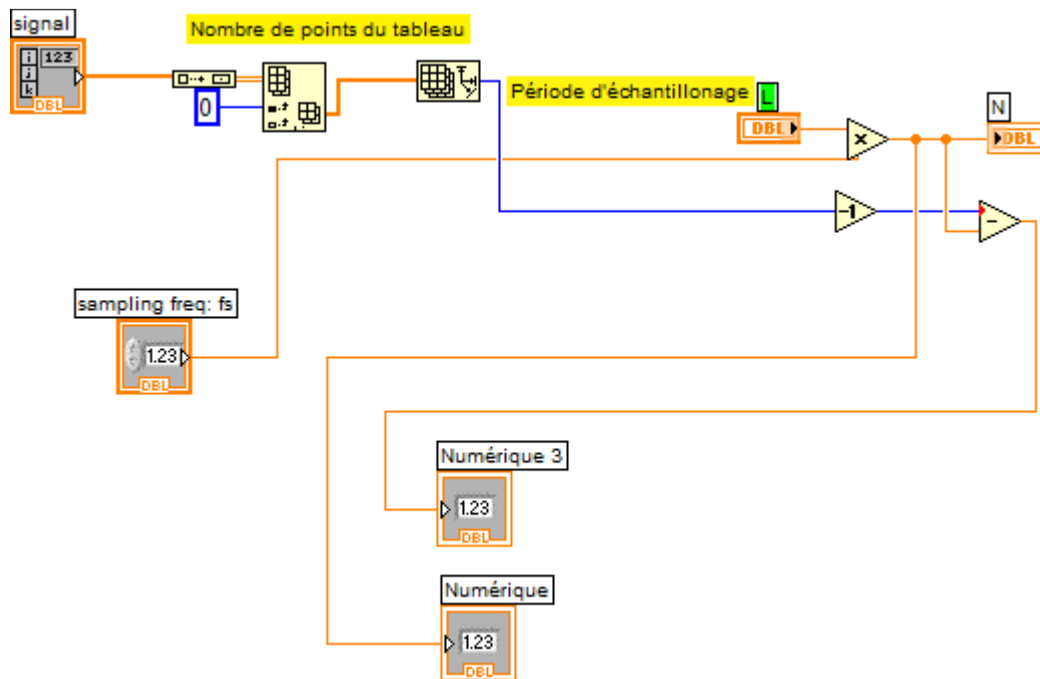 signal
Nombre de points du tableau
i
j
k
123
DBL
0
Période d'échantillonage
L
DBL
x
N
DBL
-1
-
sampling freq: fs
1.23
DBL
Numérique 3
1.23
DBL
Numérique
1.23
DBL